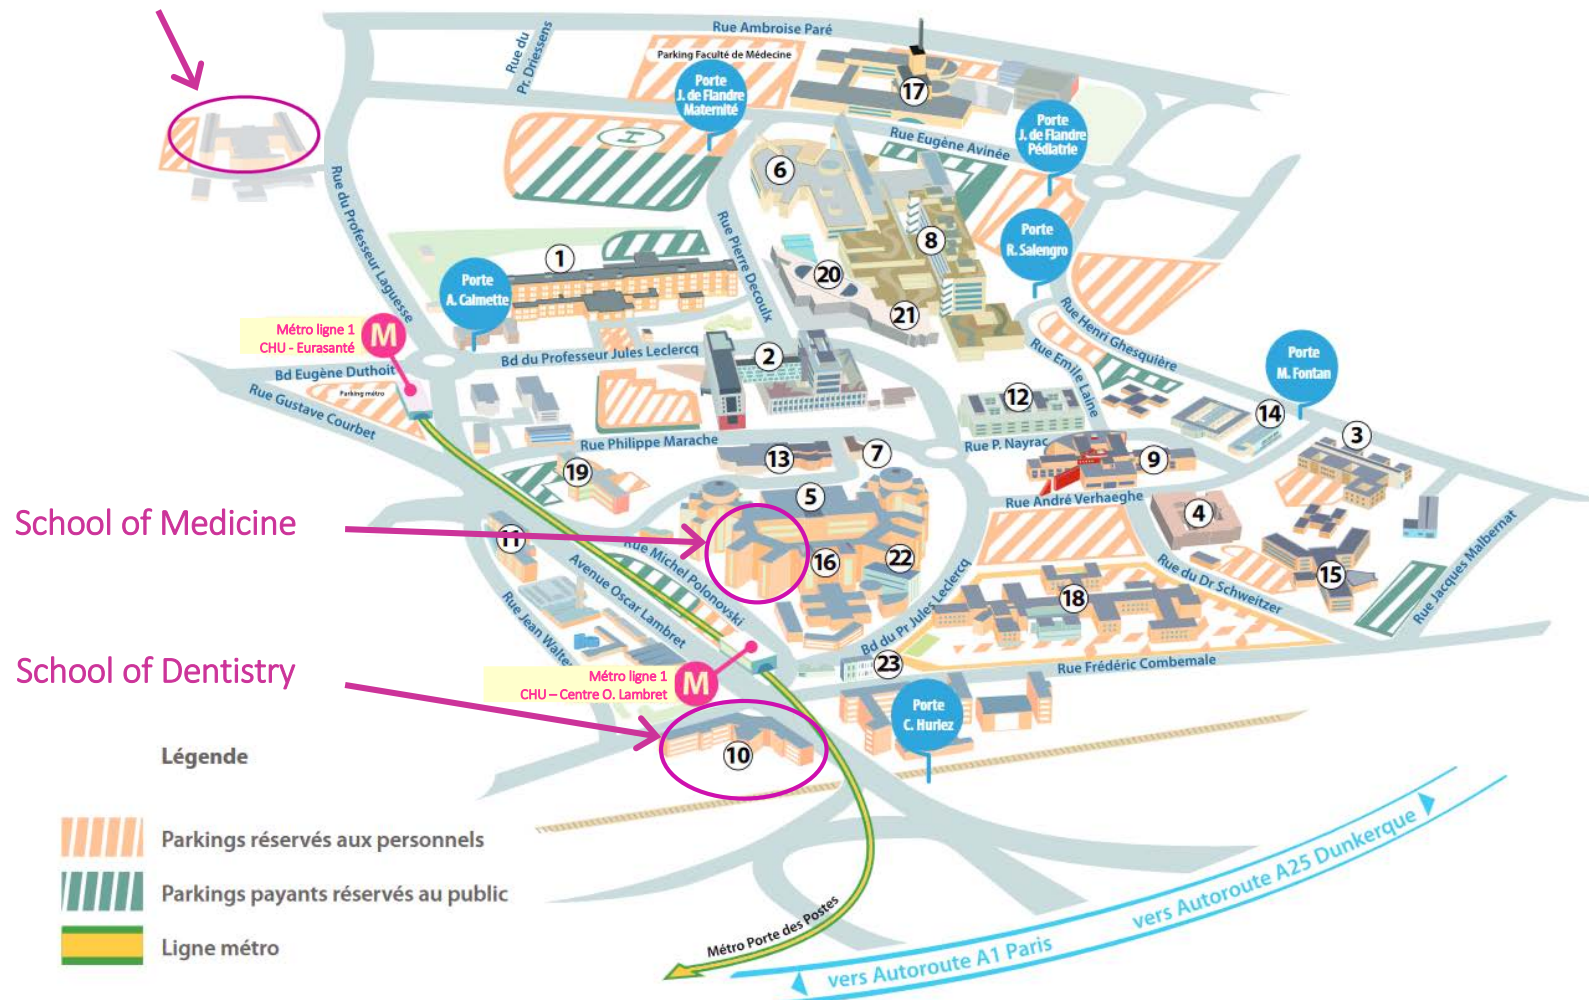 Rue Ambroise Paré
Rue du
Pr. Driessens
Parking Faculté de Médecine
Porte
J. de Flandre
Maternité
17
Porte
J. de Flandre
Pédiatrie
Rue Eugène Avinée
H
6
Rue du Professeur Laguesse
Rue Pierre Decoulx
8
Porte
R. Salengro
1
20
Porte
A. Calmette
21
Rue Henri Ghesquière
Métro ligne 1
CHU - Eurasanté
M
Bd du Professeur Jules Leclercq
2
Rue Emile Laine
Porte
M. Fontan
Bd Eugène Duthoit
Parking métro
Rue Gustave Courbet
12
14
3
Rue Philippe Marache
Rue P. Nayrac
13
7
9
19
5
Rue André Verhaeghe
4
School of Medicine
11
Rue Michel Polonovski
16
22
Rue Jacques Malbernat
Avenue Oscar Lambret
Rue du Dr Schweitzer
15
Rue Jean Walter
18
Bd du Pr Jules Leclercq
School of Dentistry
Métro ligne 1
CHU – Centre O. Lambret
M
23
Rue Frédéric Combemale
Porte
C. Huriez
10
Légende
Parkings réservés aux personnels
Parkings payants réservés au public
Ligne métro
Métro Porte des Postes
vers Autoroute A1 Paris
vers Autoroute A25 Dunkerque